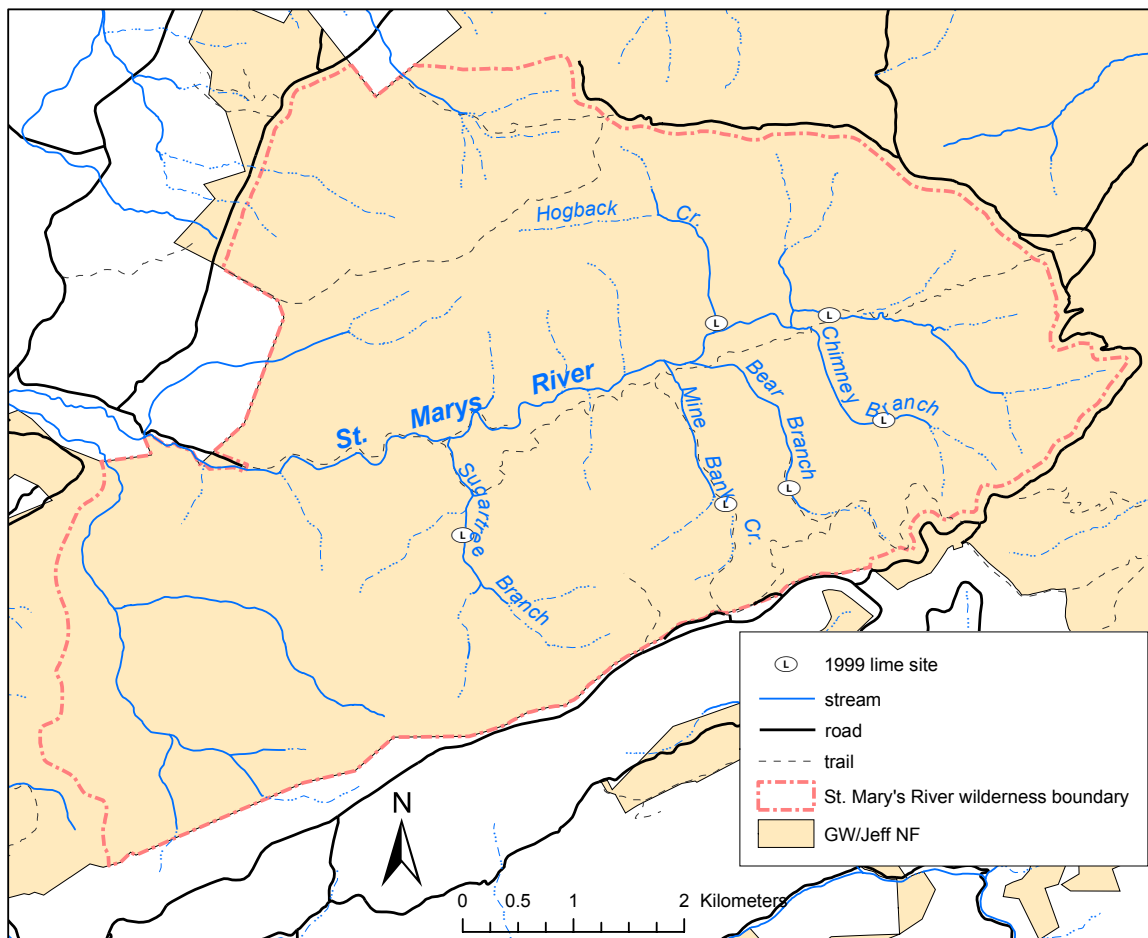 Hogback Cr.
St. Marys River
Chimney Branch
Bear Branch
Mine Bank Cr.
Sugartree Branch
L
L
L
L
L
L
L 1999 lime site
stream
road
trail
St. Mary's River wilderness boundary
GW/Jeff NF
N
0 0.5 1 2 Kilometers